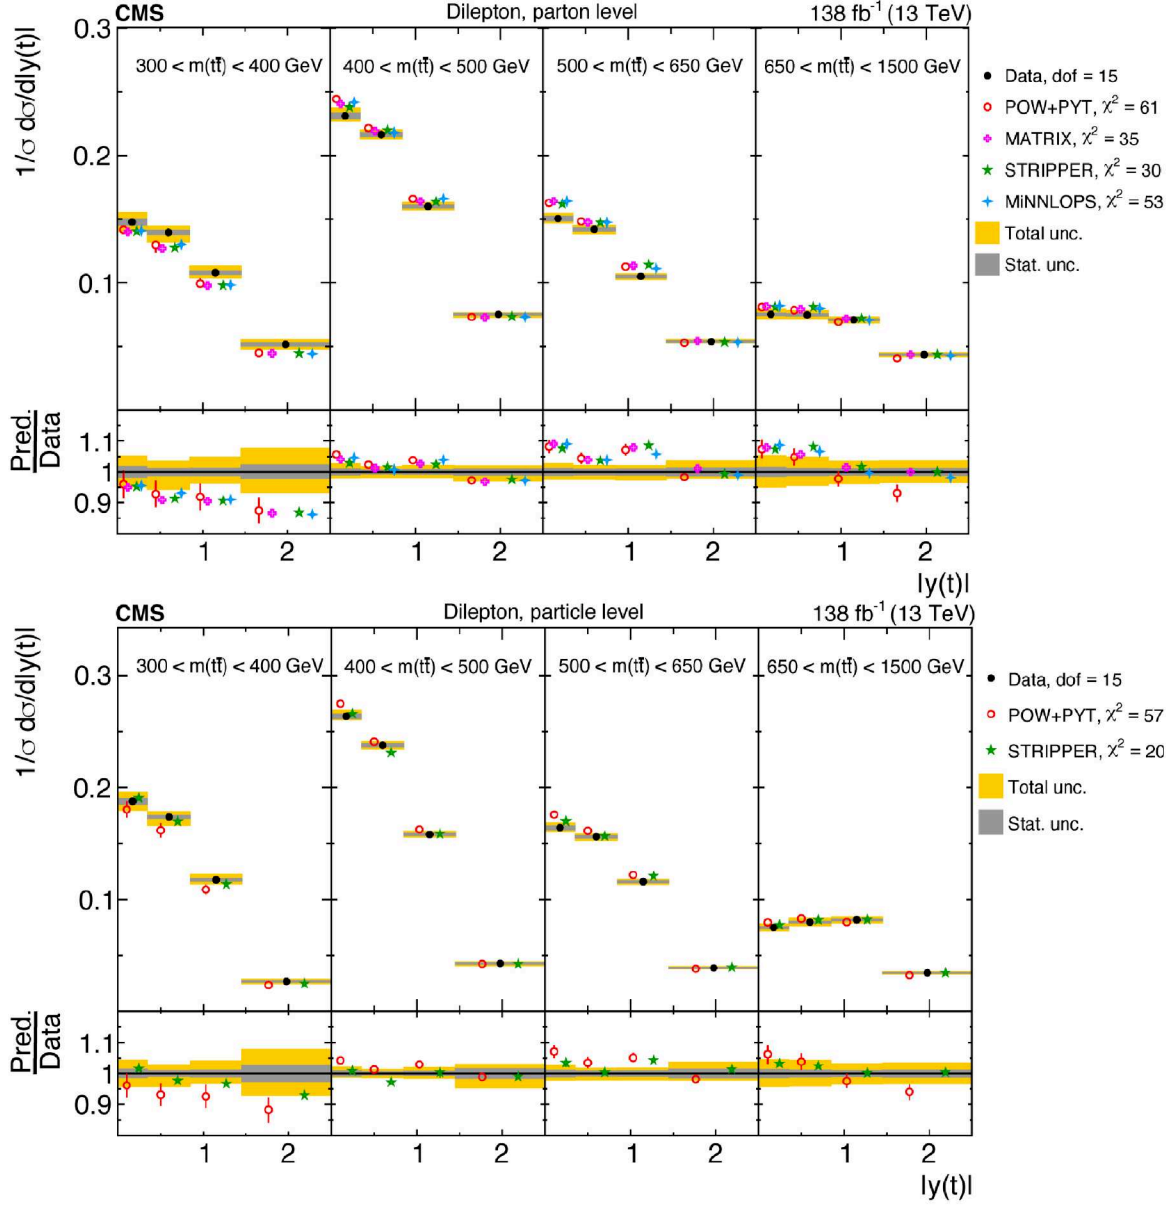 CMS Dilepton, parton level 138 fb⁻¹ (13 TeV)
1/σ dσ/d|y(t)|
0.3
0.2
0.1
300 < m(tt̄) < 400 GeV
400 < m(tt̄) < 500 GeV
500 < m(tt̄) < 650 GeV
650 < m(tt̄) < 1500 GeV
Data, dof = 15
POW+PYT, χ² = 61
MATRIX, χ² = 35
STRIPPER, χ² = 30
MiNNLOPS, χ² = 53
Total unc.
Stat. unc.
Pred.
Data
1.1
1
0.9
1 2 1 2 1 2 1 2
|y(t)|
CMS Dilepton, particle level 138 fb⁻¹ (13 TeV)
1/σ dσ/d|y(t)|
0.3
0.2
0.1
300 < m(tt̄) < 400 GeV
400 < m(tt̄) < 500 GeV
500 < m(tt̄) < 650 GeV
650 < m(tt̄) < 1500 GeV
Data, dof = 15
POW+PYT, χ² = 57
STRIPPER, χ² = 20
Total unc.
Stat. unc.
Pred.
Data
1.1
1
0.9
1 2 1 2 1 2 1 2
|y(t)|